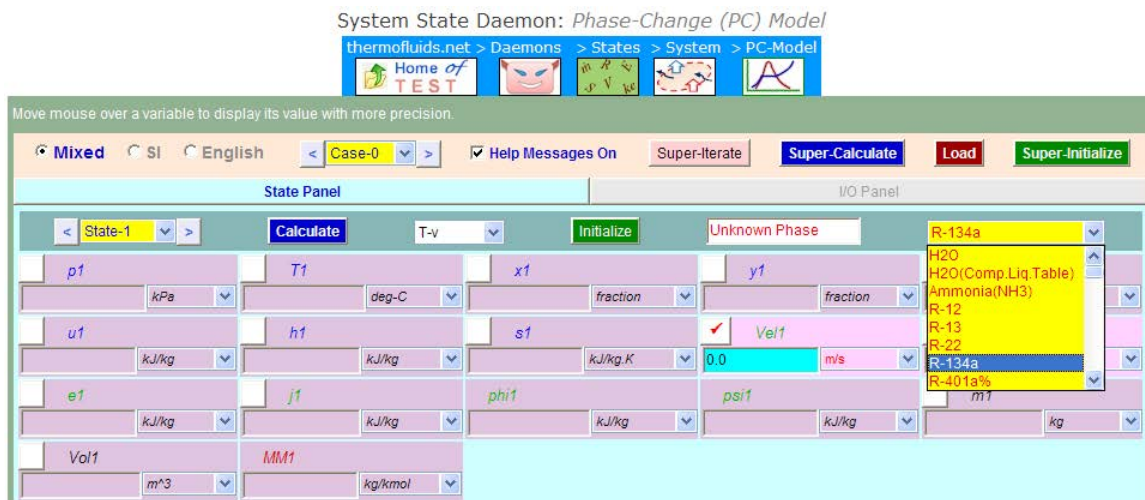 System State Daemon: Phase-Change (PC) Model
thermofluids.net > Daemons > States > System > PC-Model
Home of
TEST
Move mouse over a variable to display its value with more precision.
Mixed SI English < Case-0 > Help Messages On Super-Iterate Super-Calculate Load Super-Initialize
State Panel I/O Panel
< State-1 > Calculate T-v Initialize Unknown Phase R-134a
H2O
H2O(Comp.Liq.Table)
Ammonia(NH3)
R-12
R-13
R-22
R-134a
R-401a%
p1 T1 x1 y1
kPa deg-C fraction fraction
u1 h1 s1 Vel1
kJ/kg kJ/kg kJ/kg.K 0.0 m/s
e1 j1 phi1 psi1 m1
kJ/kg kJ/kg kJ/kg kJ/kg kg
Vol1 MM1
m^3 kg/kmol